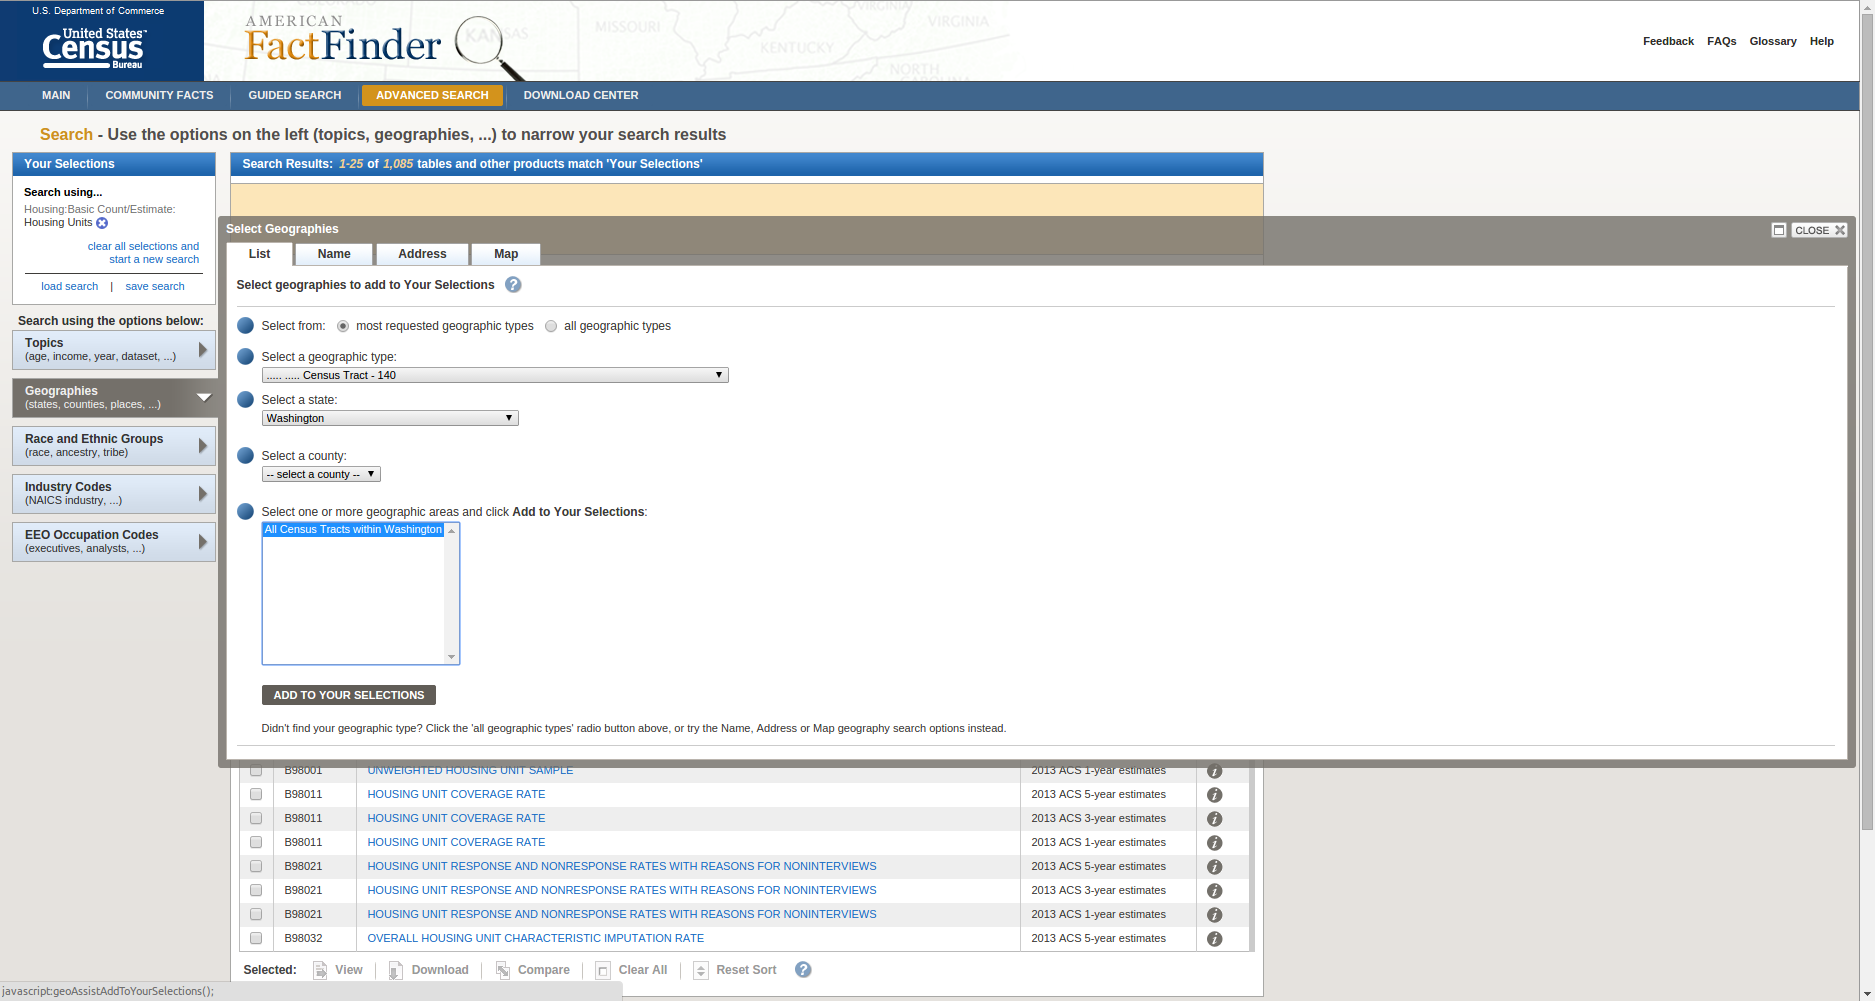 U.S. Department of Commerce
United States™
Census
Bureau
AMERICAN
FactFinder
COLORADO
KANSAS
MISSOURI
VIRGINIA
VIRGINIA
KENTUCKY
NORTH
CAROLINA
Feedback FAQs Glossary Help
MAIN COMMUNITY FACTS GUIDED SEARCH ADVANCED SEARCH DOWNLOAD CENTER
Search - Use the options on the left (topics, geographies, ...) to narrow your search results
Your Selections
Search using...
Housing:Basic Count/Estimate:
Housing Units
clear all selections and
start a new search
load search | save search
Search using the options below:
Topics
(age, income, year, dataset, ...)
Geographies
(states, counties, places, ...)
Race and Ethnic Groups
(race, ancestry, tribe)
Industry Codes
(NAICS industry, ...)
EEO Occupation Codes
(executives, analysts, ...)
Search Results: 1-25 of 1,085 tables and other products match 'Your Selections'
Select Geographies
CLOSE
List Name Address Map
Select geographies to add to Your Selections ?
Select from: most requested geographic types all geographic types
Select a geographic type:
..... ..... Census Tract - 140
Select a state:
Washington
Select a county:
-- select a county --
Select one or more geographic areas and click Add to Your Selections:
All Census Tracts within Washington
ADD TO YOUR SELECTIONS
Didn't find your geographic type? Click the 'all geographic types' radio button above, or try the Name, Address or Map geography search options instead.
B98001 UNWEIGHTED HOUSING UNIT SAMPLE 2013 ACS 1-year estimates i
B98011 HOUSING UNIT COVERAGE RATE 2013 ACS 5-year estimates i
B98011 HOUSING UNIT COVERAGE RATE 2013 ACS 3-year estimates i
B98011 HOUSING UNIT COVERAGE RATE 2013 ACS 1-year estimates i
B98021 HOUSING UNIT RESPONSE AND NONRESPONSE RATES WITH REASONS FOR NONINTERVIEWS 2013 ACS 5-year estimates i
B98021 HOUSING UNIT RESPONSE AND NONRESPONSE RATES WITH REASONS FOR NONINTERVIEWS 2013 ACS 3-year estimates i
B98021 HOUSING UNIT RESPONSE AND NONRESPONSE RATES WITH REASONS FOR NONINTERVIEWS 2013 ACS 1-year estimates i
B98032 OVERALL HOUSING UNIT CHARACTERISTIC IMPUTATION RATE 2013 ACS 5-year estimates i
Selected: View | Download | Compare | Clear All | Reset Sort ?
javascript:geoAssistAddToYourSelections();